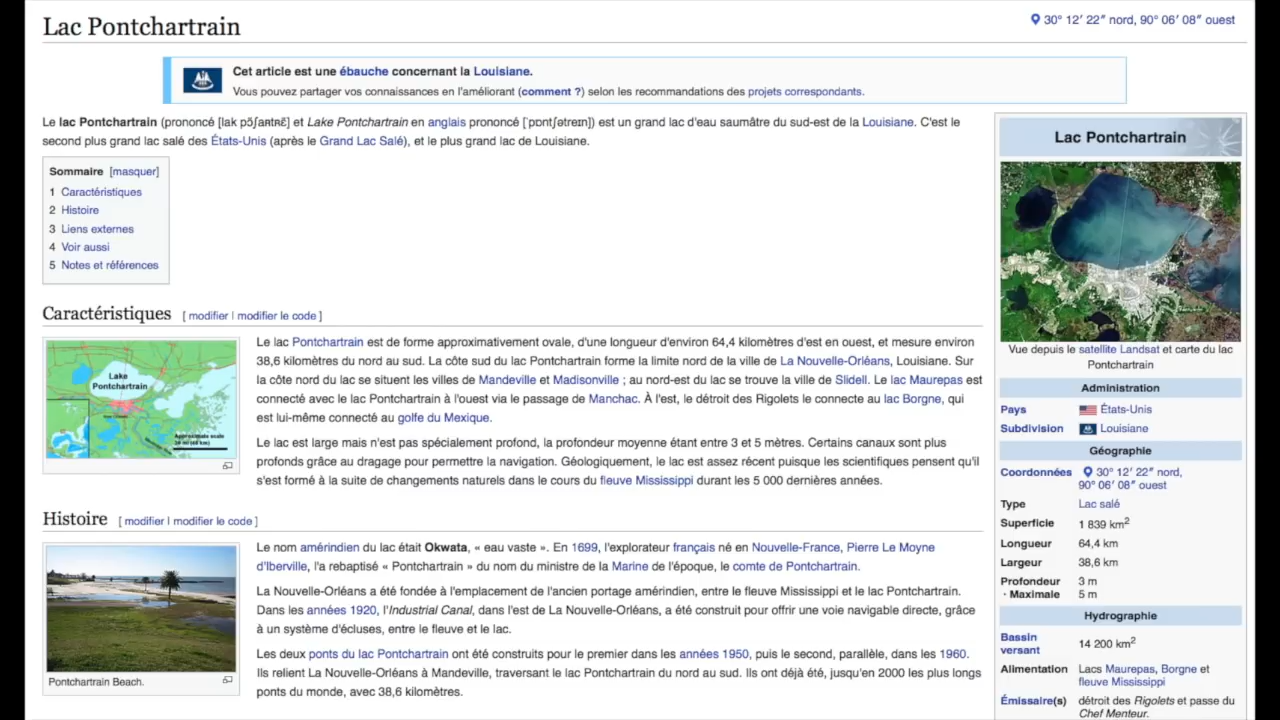 Lac Pontchartrain
30° 12′ 22″ nord, 90° 06′ 08″ ouest
Cet article est une ébauche concernant la Louisiane.
Vous pouvez partager vos connaissances en l'améliorant (comment ?) selon les recommandations des projets correspondants.
Le lac Pontchartrain (prononcé [lak pɔ̃ʃaʀtʀɛ̃] et Lake Pontchartrain en anglais prononcé [ˈpɒntʃətreɪn]) est un grand lac d'eau saumâtre du sud-est de la Louisiane. C'est le
second plus grand lac salé des États-Unis (après le Grand Lac Salé), et le plus grand lac de Louisiane.
Sommaire [masquer]
1 Caractéristiques
2 Histoire
3 Liens externes
4 Voir aussi
5 Notes et références
Caractéristiques [ modifier | modifier le code ]
Lake
Pontchartrain
Approximate scale
Le lac Pontchartrain est de forme approximativement ovale, d'une longueur d'environ 64,4 kilomètres d'est en ouest, et mesure environ
38,6 kilomètres du nord au sud. La côte sud du lac Pontchartrain forme la limite nord de la ville de La Nouvelle-Orléans, Louisiane. Sur
la côte nord du lac se situent les villes de Mandeville et Madisonville ; au nord-est du lac se trouve la ville de Slidell. Le lac Maurepas est
connecté avec le lac Pontchartrain à l'ouest via le passage de Manchac. À l'est, le détroit des Rigolets le connecte au lac Borgne, qui
est lui-même connecté au golfe du Mexique.
Le lac est large mais n'est pas spécialement profond, la profondeur moyenne étant entre 3 et 5 mètres. Certains canaux sont plus
profonds grâce au dragage pour permettre la navigation. Géologiquement, le lac est assez récent puisque les scientifiques pensent qu'il
s'est formé à la suite de changements naturels dans le cours du fleuve Mississippi durant les 5 000 dernières années.
Histoire [ modifier | modifier le code ]
Pontchartrain Beach.
Le nom amérindien du lac était Okwata, « eau vaste ». En 1699, l'explorateur français né en Nouvelle-France, Pierre Le Moyne
d'Iberville, l'a rebaptisé « Pontchartrain » du nom du ministre de la Marine de l'époque, le comte de Pontchartrain.
La Nouvelle-Orléans a été fondée à l'emplacement de l'ancien portage amérindien, entre le fleuve Mississippi et le lac Pontchartrain.
Dans les années 1920, l'Industrial Canal, dans l'est de La Nouvelle-Orléans, a été construit pour offrir une voie navigable directe, grâce
à un système d'écluses, entre le fleuve et le lac.
Les deux ponts du lac Pontchartrain ont été construits pour le premier dans les années 1950, puis le second, parallèle, dans les 1960.
Ils relient La Nouvelle-Orléans à Mandeville, traversant le lac Pontchartrain du nord au sud. Ils ont déjà été, jusqu'en 2000 les plus longs
ponts du monde, avec 38,6 kilomètres.
Lac Pontchartrain
Vue depuis le satellite Landsat et carte du lac
Pontchartrain
Administration
Pays États-Unis
Subdivision Louisiane
Géographie
Coordonnées 30° 12′ 22″ nord,
90° 06′ 08″ ouest
Type Lac salé
Superficie 1 839 km²
Longueur 64,4 km
Largeur 38,6 km
Profondeur 3 m
· Maximale 5 m
Hydrographie
Bassin
versant 14 200 km²
Alimentation Lacs Maurepas, Borgne et
fleuve Mississippi
Émissaire(s) détroit des Rigolets et passe du
Chef Menteur.